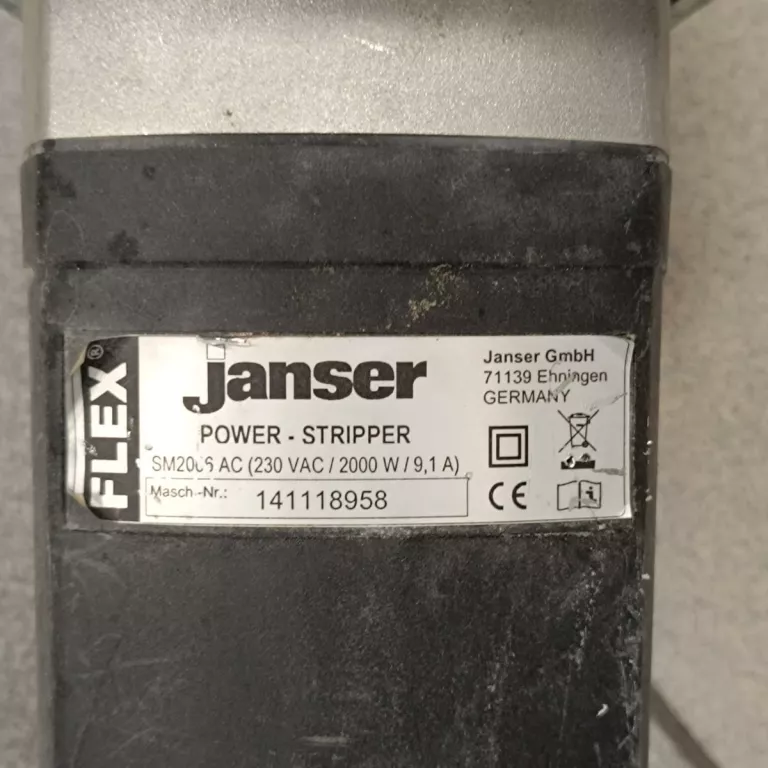 FLEX®
janser
POWER - STRIPPER
AC (230 VAC / 2000 W / 9,1 A)
Masch.-Nr.: 141118958
Janser GmbH
71139 Ehningen
GERMANY
CE
i